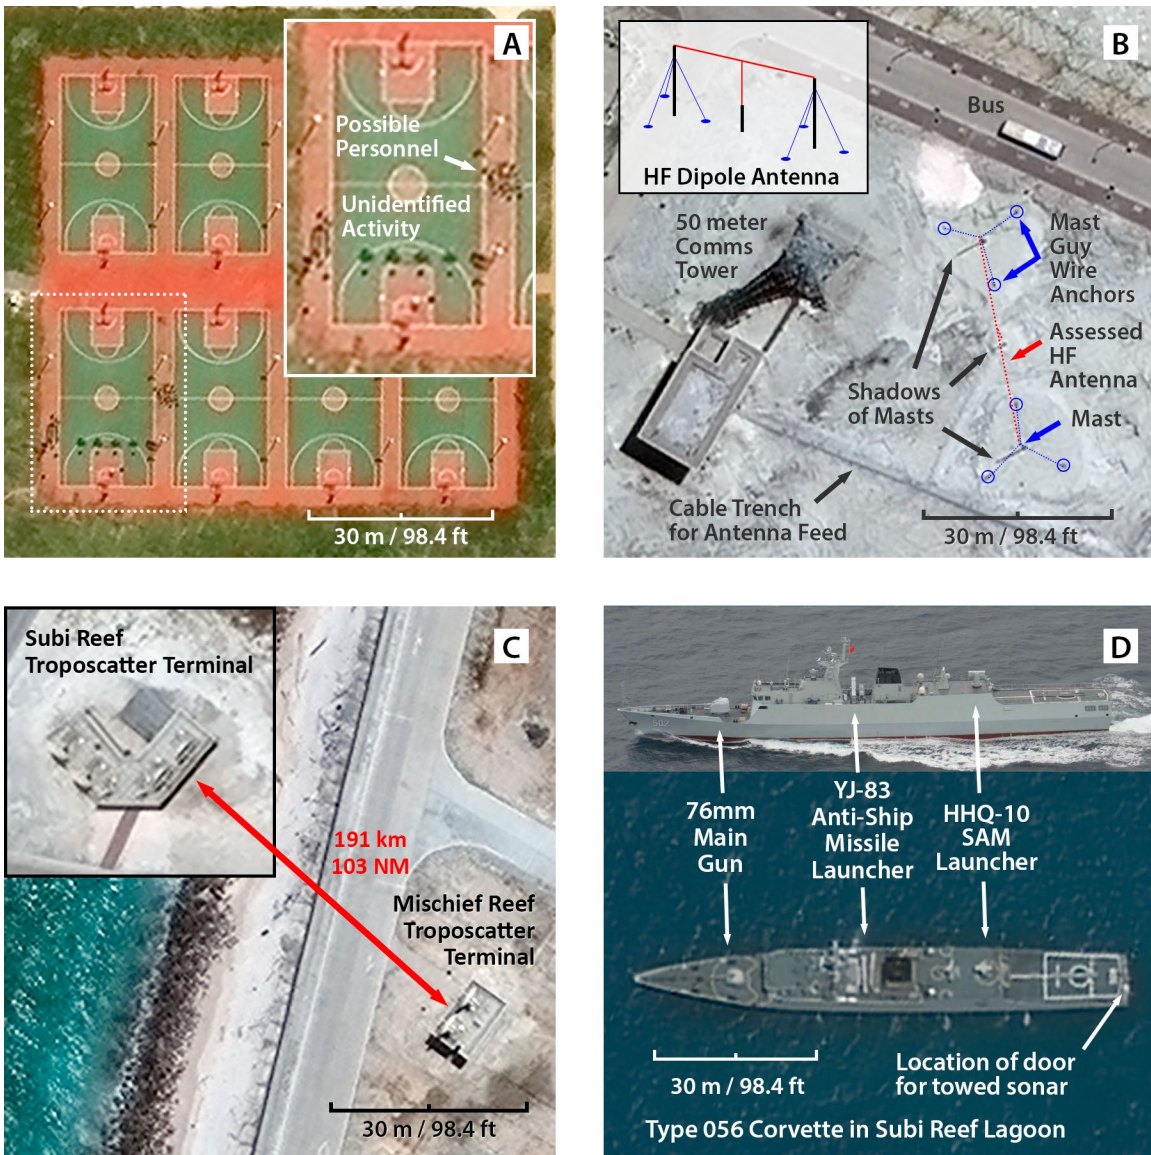 A
Possible
Personnel
Unidentified
Activity
30 m / 98.4 ft
B
HF Dipole Antenna
Bus
50 meter
Comms
Tower
Mast
Guy
Wire
Anchors
Assessed
HF
Antenna
Shadows
of Masts
Mast
Cable Trench
for Antenna Feed
30 m / 98.4 ft
C
Subi Reef
Troposcatter Terminal
191 km
103 NM
Mischief Reef
Troposcatter
Terminal
30 m / 98.4 ft
D
502
76mm
Main
Gun
YJ-83
Anti-Ship
Missile
Launcher
HHQ-10
SAM
Launcher
Location of door
for towed sonar
30 m / 98.4 ft
Type 056 Corvette in Subi Reef Lagoon